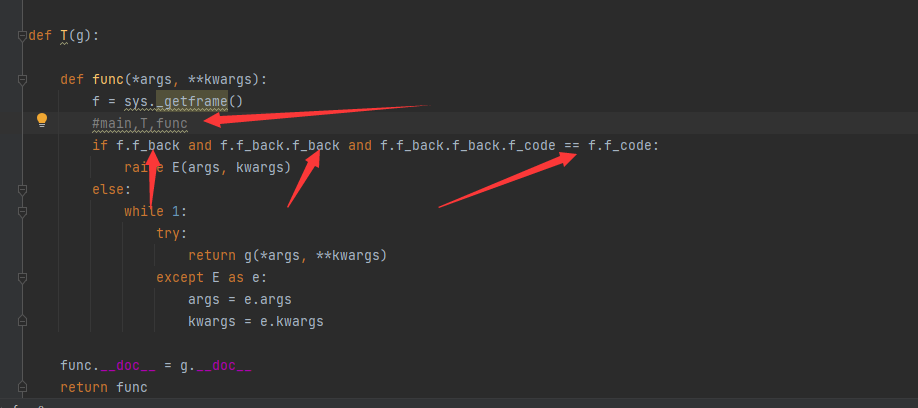 def T(g):
def func(*args, **kwargs):
f = sys._getframe()
#main,T,func
if f.f_back and f.f_back.f_back and f.f_back.f_back.f_code == f.f_code:
raise E(args, kwargs)
else:
while 1:
try:
return g(*args, **kwargs)
except E as e:
args = e.args
kwargs = e.kwargs
func.__doc__ = g.__doc__
return func